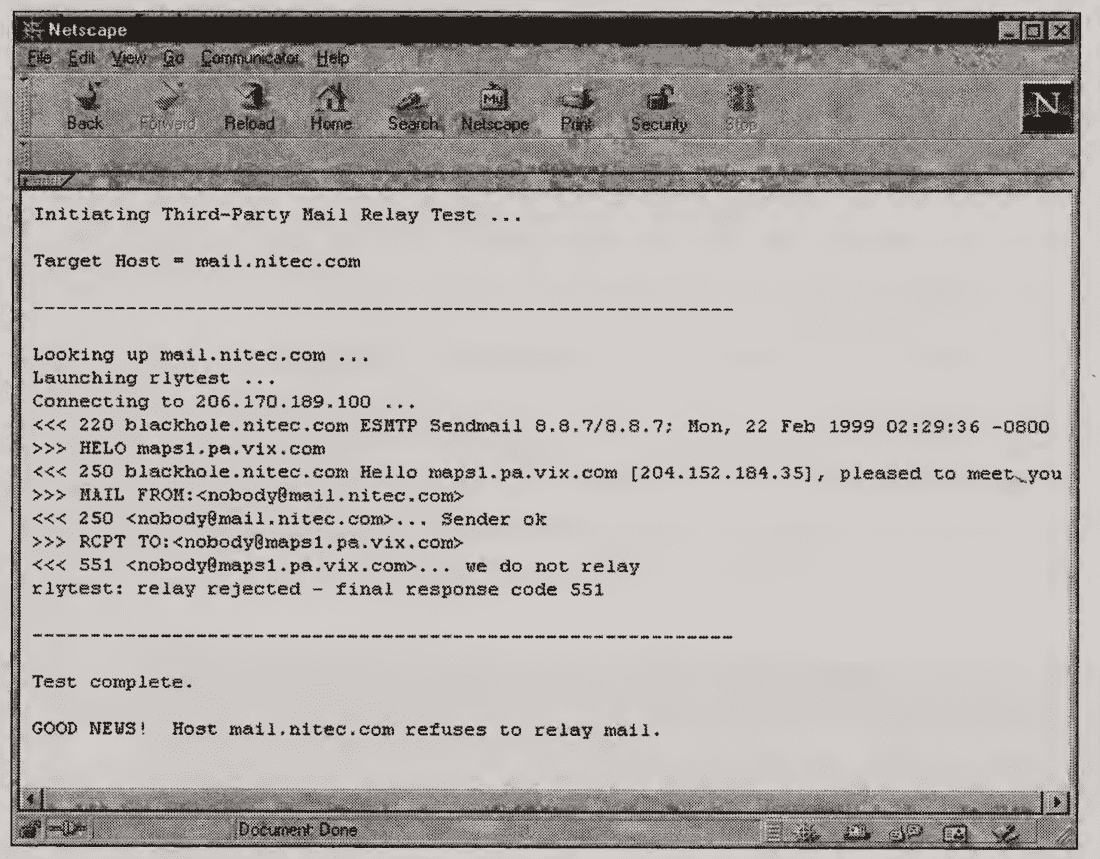 Netscape
File Edit View Go Communicator Help
Back Forward Reload Home Search Netscape Print Security Stop
My
N
Initiating Third-Party Mail Relay Test ...
Target Host = mail.nitec.com
------------------------------------------------------------
Looking up mail.nitec.com ...
Launching rlytest ...
Connecting to 206.170.189.100 ...
<<< 220 blackhole.nitec.com ESMTP Sendmail 8.8.7/8.8.7; Mon, 22 Feb 1999 02:29:36 -0800
>>> HELO maps1.pa.vix.com
<<< 250 blackhole.nitec.com Hello maps1.pa.vix.com [204.152.184.35], pleased to meet you
>>> MAIL FROM:<nobody@mail.nitec.com>
<<< 250 <nobody@mail.nitec.com>... Sender ok
>>> RCPT TO:<nobody@maps1.pa.vix.com>
<<< 551 <nobody@maps1.pa.vix.com>... we do not relay
rlytest: relay rejected - final response code 551
------------------------------------------------------------
Test complete.
GOOD NEWS!  Host mail.nitec.com refuses to relay mail.
Document: Done